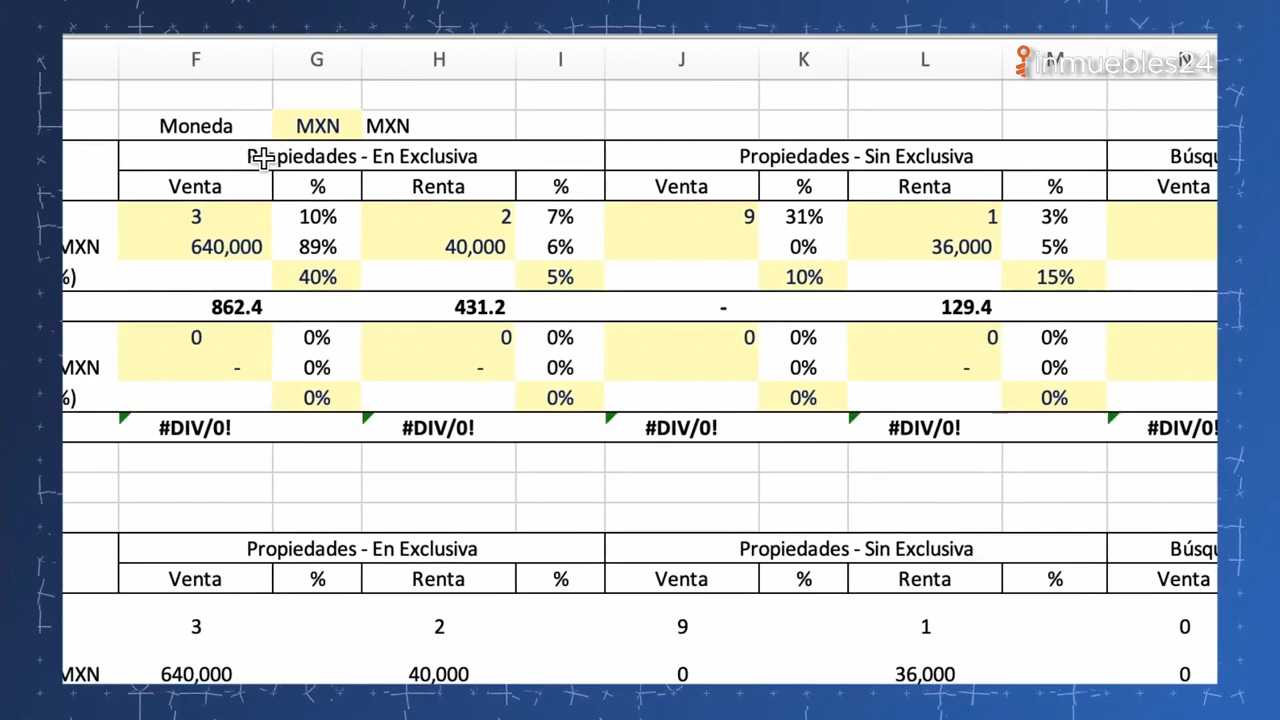 F G H I J K L M N
inmuebles24
Moneda MXN MXN
Propiedades - En Exclusiva Propiedades - Sin Exclusiva Búsqu
Venta % Renta % Venta % Renta % Venta
3 10% 2 7% 9 31% 1 3%
MXN 640,000 89% 40,000 6% 0% 36,000 5%
%) 40% 5% 10% 15%
862.4 431.2 - 129.4
0 0% 0 0% 0 0% 0 0%
MXN - 0% - 0% 0% - 0%
%) 0% 0% 0% 0%
#DIV/0! #DIV/0! #DIV/0! #DIV/0! #DIV/0!
Propiedades - En Exclusiva Propiedades - Sin Exclusiva Búsqu
Venta % Renta % Venta % Renta % Venta
3 2 9 1 0
MXN 640,000 40,000 0 36,000 0